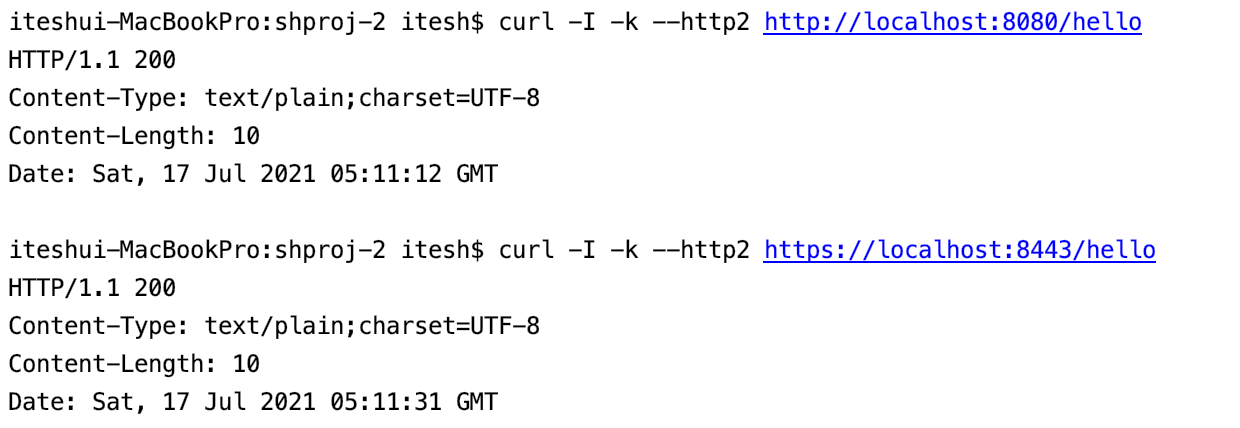 iteshui-MacBookPro:shproj-2 itesh$ curl -I -k --http2 http://localhost:8080/hello
HTTP/1.1 200
Content-Type: text/plain;charset=UTF-8
Content-Length: 10
Date: Sat, 17 Jul 2021 05:11:12 GMT
iteshui-MacBookPro:shproj-2 itesh$ curl -I -k --http2 https://localhost:8443/hello
HTTP/1.1 200
Content-Type: text/plain;charset=UTF-8
Content-Length: 10
Date: Sat, 17 Jul 2021 05:11:31 GMT